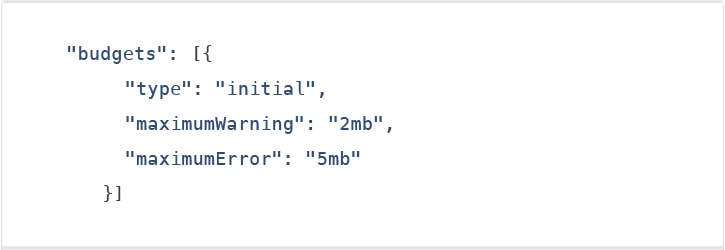 "budgets": [{
"type": "initial",
"maximumWarning": "2mb",
"maximumError": "5mb"
}]